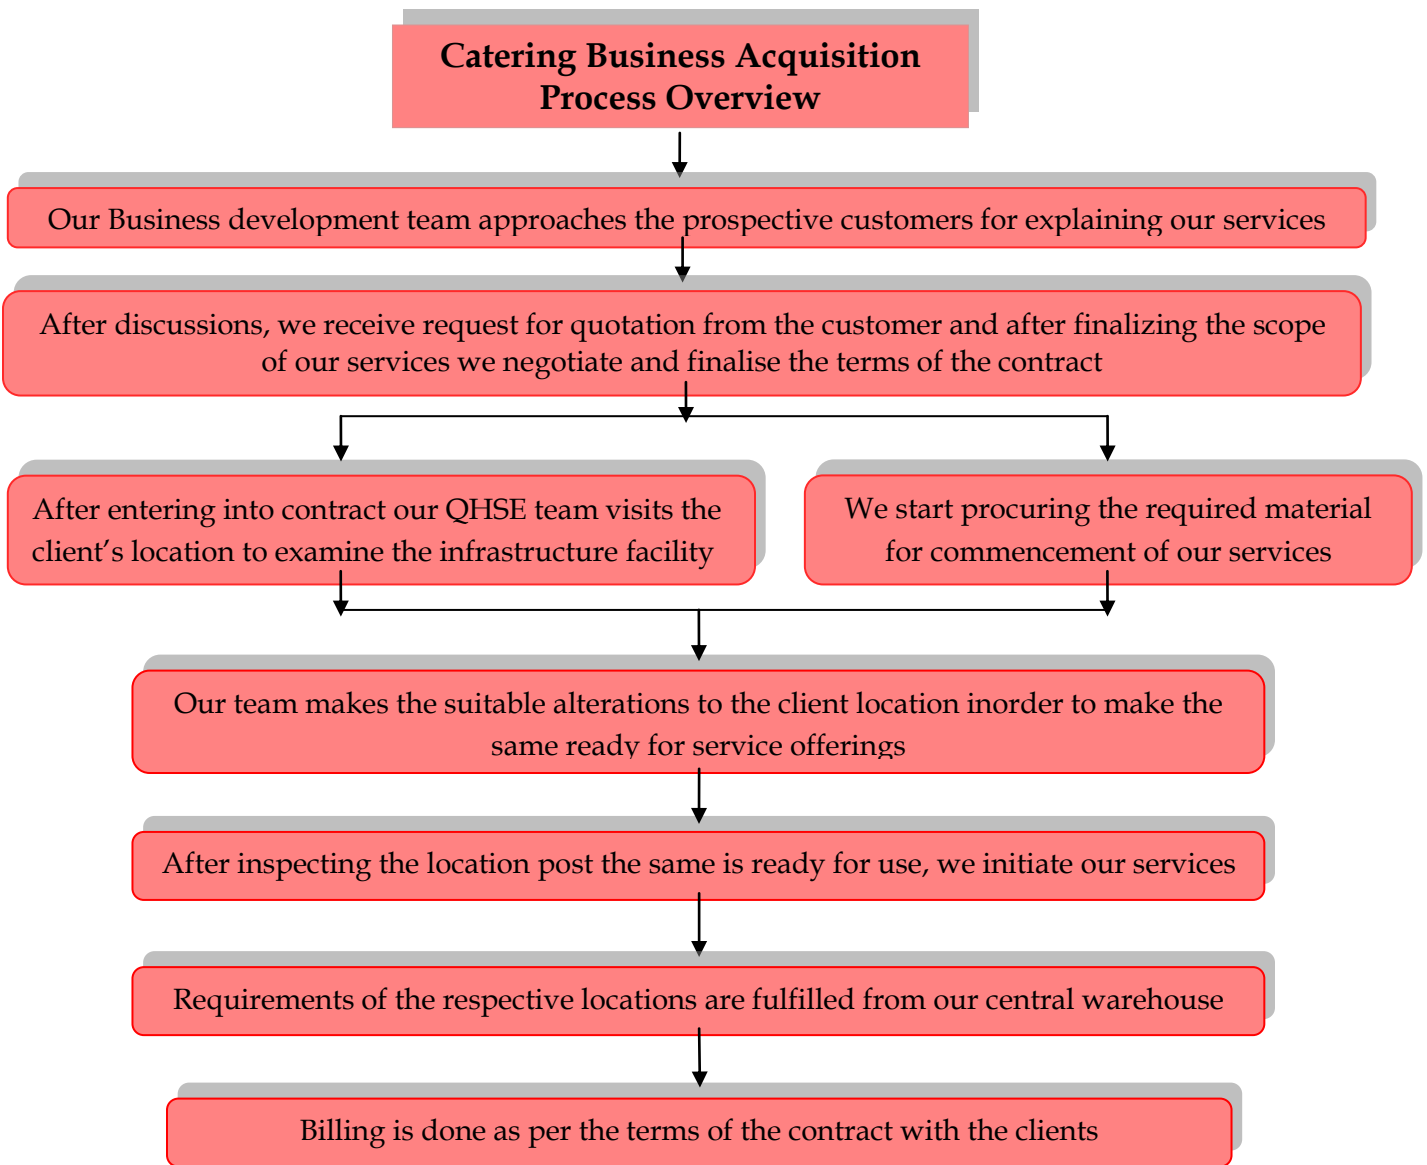 Catering Business Acquisition
Process Overview
Our Business development team approaches the prospective customers for explaining our services
After discussions, we receive request for quotation from the customer and after finalizing the scope
of our services we negotiate and finalise the terms of the contract
After entering into contract our QHSE team visits the
client’s location to examine the infrastructure facility
We start procuring the required material
for commencement of our services
Our team makes the suitable alterations to the client location inorder to make the
same ready for service offerings
After inspecting the location post the same is ready for use, we initiate our services
Requirements of the respective locations are fulfilled from our central warehouse
Billing is done as per the terms of the contract with the clients